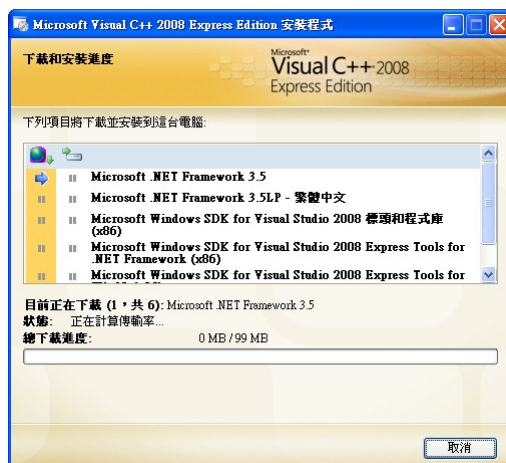 Microsoft Visual C++ 2008 Express Edition 安裝程式
下載和安裝進度
Microsoft
Visual C++ 2008
Express Edition
下列項目將下載並安裝到這台電腦:
Microsoft .NET Framework 3.5
Microsoft .NET Framework 3.5LP - 繁體中文
Microsoft Windows SDK for Visual Studio 2008 標頭和程式庫
(x86)
Microsoft Windows SDK for Visual Studio 2008 Express Tools for
.NET Framework (x86)
Microsoft Windows SDK for Visual Studio 2008 Express Tools for
目前正在下載 (1，共 6): Microsoft .NET Framework 3.5
狀態: 正在計算傳輸率...
總下載進度: 0 MB / 99 MB
取消